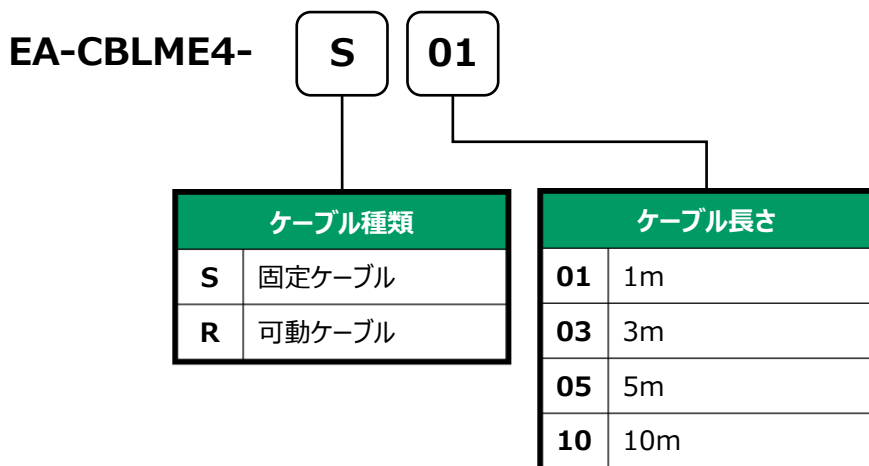 EA-CBLME4- S 01
ケーブル種類
S 固定ケーブル
R 可動ケーブル
ケーブル長さ
01 1m
03 3m
05 5m
10 10m